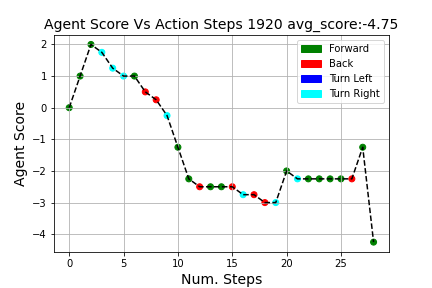 Agent Score Vs Action Steps 1920 avg_score:-4.75
2
1
0
−1
−2
−3
−4
Agent Score
Forward
Back
Turn Left
Turn Right
0 5 10 15 20 25
Num. Steps